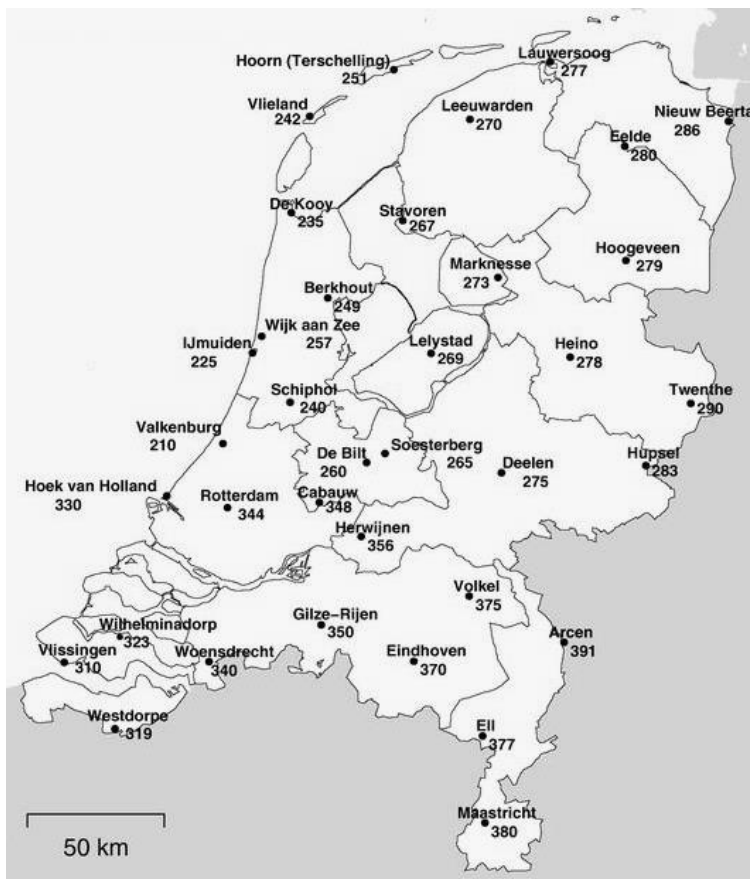 Lauwersoog
277
Hoorn (Terschelling)
251
Vlieland
242
Leeuwarden
270
Nieuw Beerta
286
Eelde
280
De Kooy
235
Stavoren
267
Hoogeveen
279
Marknesse
273
Berkhout
249
Wijk aan Zee
257
IJmuiden
225
Lelystad
269
Heino
278
Schiphol
240
Twenthe
290
Valkenburg
210
De Bilt
260
Soesterberg
265
Deelen
275
Hupsel
283
Hoek van Holland
330
Rotterdam
344
Cabauw
348
Herwijnen
356
Volkel
375
Gilze-Rijen
350
Wilhelminadorp
323
Vlissingen
310
Woensdrecht
340
Eindhoven
370
Arcen
391
Westdorpe
319
Ell
377
Maastricht
380
50 km